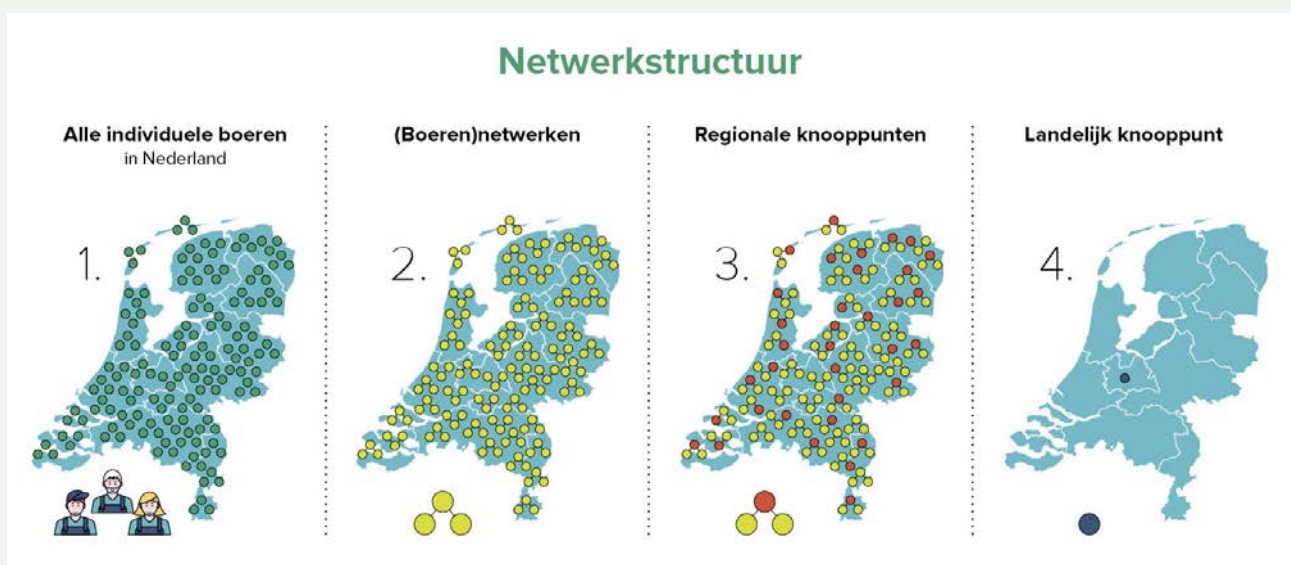 Netwerkstructuur
Alle individuele boeren
in Nederland
(Boeren)netwerken
Regionale knooppunten
Landelijk knooppunt
1.
2.
3.
4.